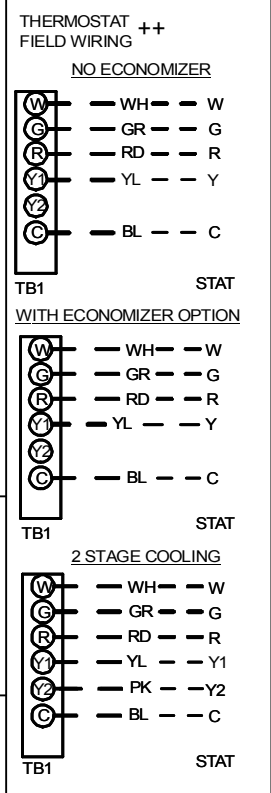 THERMOSTAT ++
FIELD WIRING
NO ECONOMIZER
W WH W
G GR G
R RD R
Y1 YL Y
Y2
C BL C
TB1 STAT
WITH ECONOMIZER OPTION
W WH W
G GR G
R RD R
Y1 YL Y
Y2
C BL C
TB1 STAT
2 STAGE COOLING
W WH W
G GR G
R RD R
Y1 YL Y1
Y2 PK Y2
C BL C
TB1 STAT